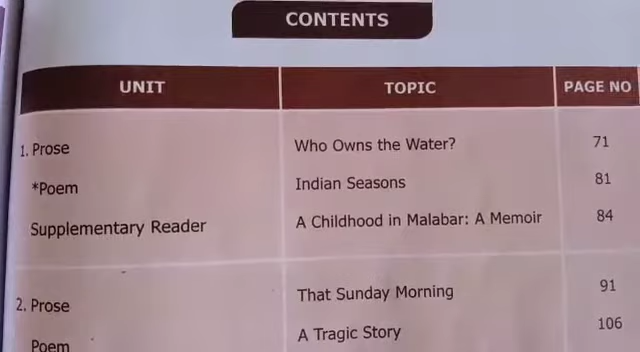 CONTENTS
UNIT TOPIC PAGE NO
1. Prose Who Owns the Water? 71
*Poem Indian Seasons 81
Supplementary Reader A Childhood in Malabar: A Memoir 84
2. Prose That Sunday Morning 91
Poem A Tragic Story 106